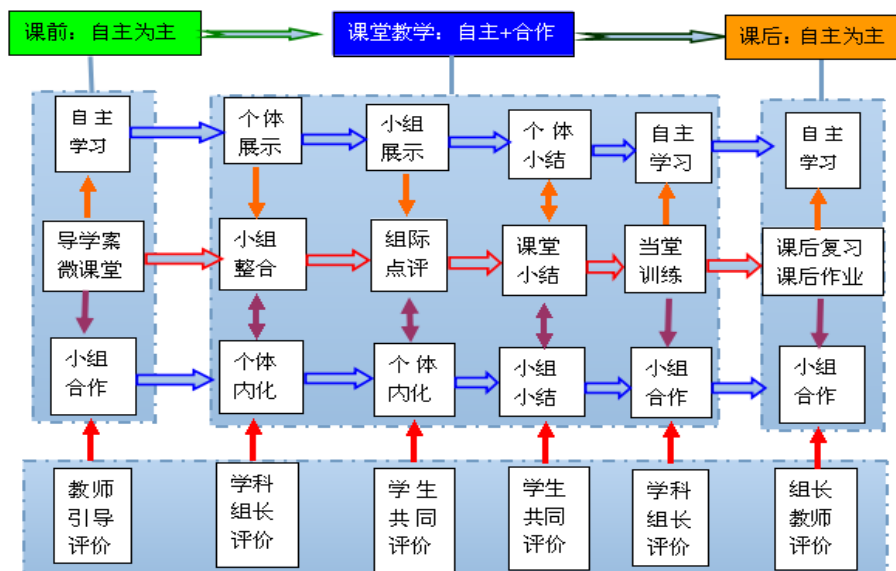 课前：自主为主
课堂教学：自主+合作
课后：自主为主
自主
学习
个体
展示
小组
展示
个体
小结
自主
学习
自主
学习
导学案
微课堂
小组
整合
组际
点评
课堂
小结
当堂
训练
课后复习
课后作业
小组
合作
个体
内化
个体
内化
小组
小结
小组
合作
小组
合作
教师
引导
评价
学科
组长
评价
学生
共同
评价
学生
共同
评价
学科
组长
评价
组长
教师
评价